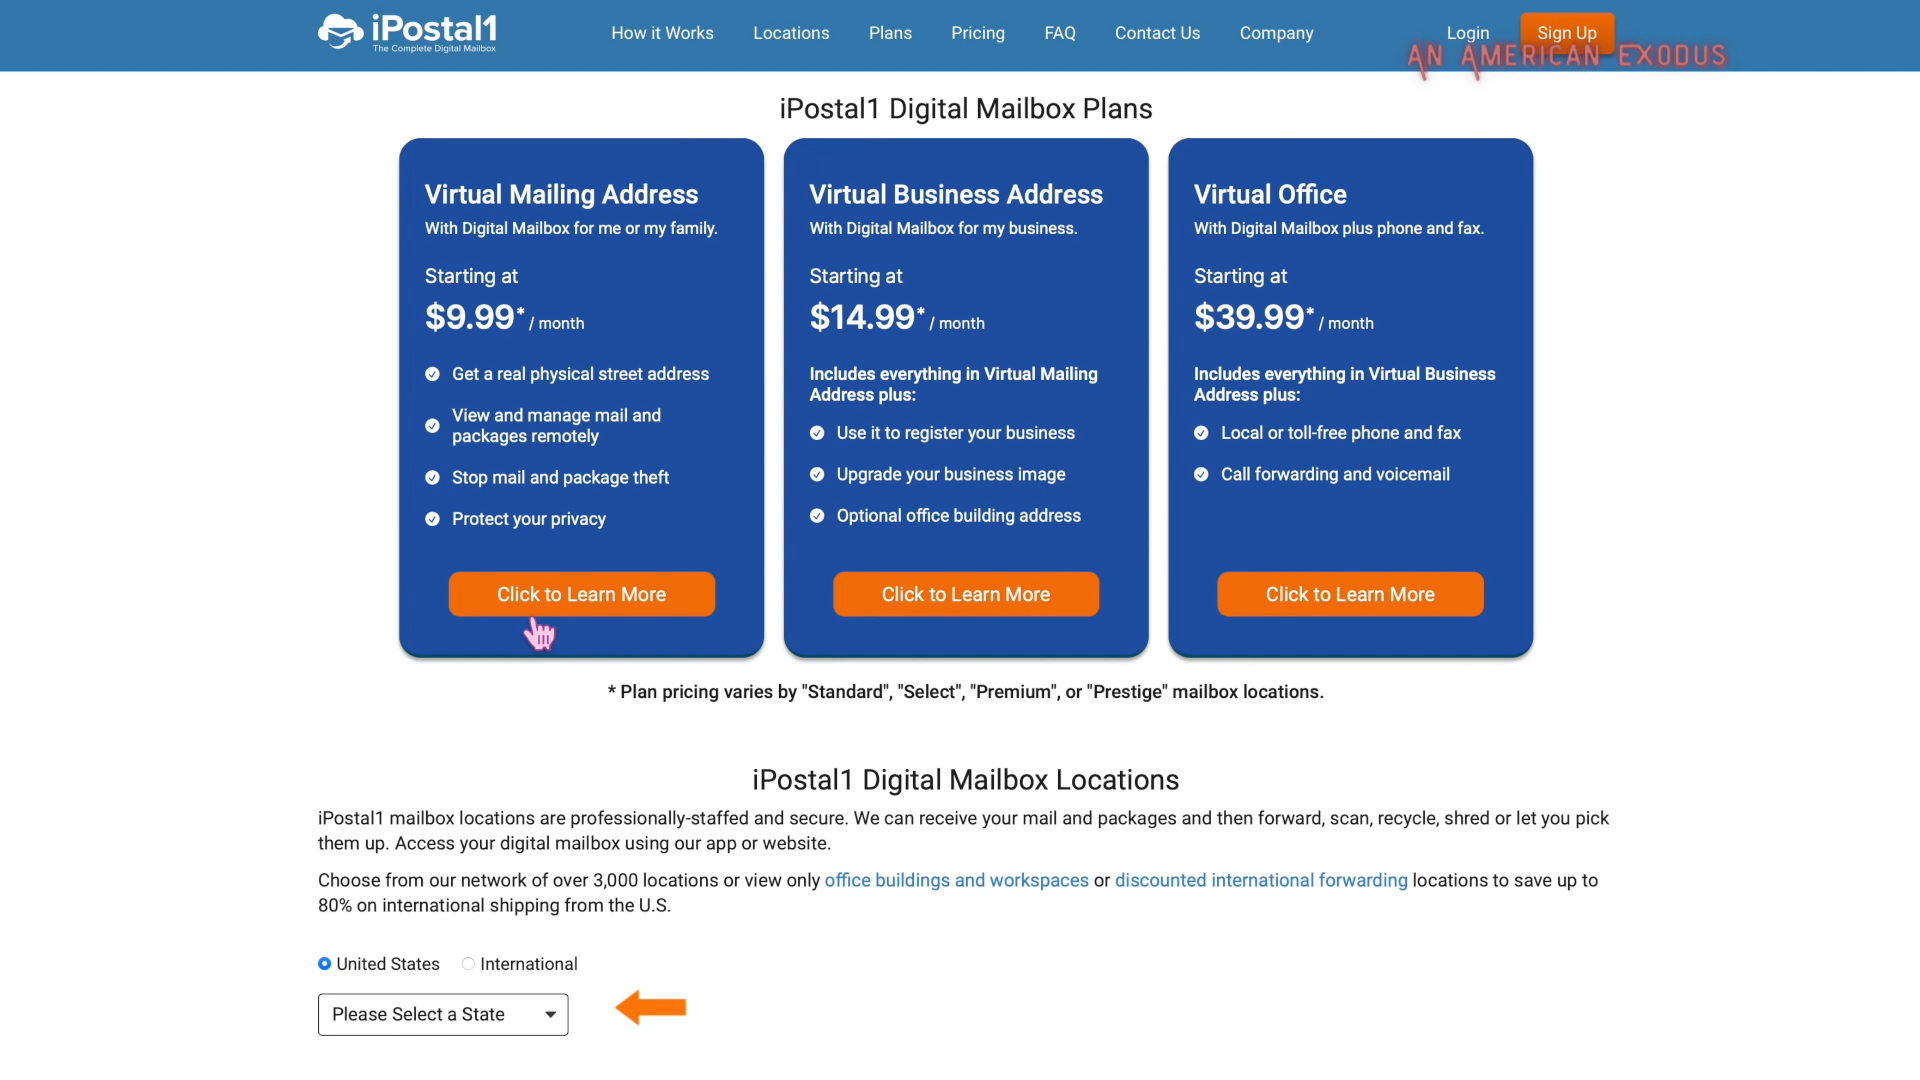 iPostal1
The Complete Digital Mailbox
How it Works
Locations
Plans
Pricing
FAQ
Contact Us
Company
Login
Sign Up
AN AMERICAN EXODUS
iPostal1 Digital Mailbox Plans
Virtual Mailing Address
With Digital Mailbox for me or my family.
Starting at
$9.99* / month
Get a real physical street address
View and manage mail and
packages remotely
Stop mail and package theft
Protect your privacy
Click to Learn More
Virtual Business Address
With Digital Mailbox for my business.
Starting at
$14.99* / month
Includes everything in Virtual Mailing
Address plus:
Use it to register your business
Upgrade your business image
Optional office building address
Click to Learn More
Virtual Office
With Digital Mailbox plus phone and fax.
Starting at
$39.99* / month
Includes everything in Virtual Business
Address plus:
Local or toll-free phone and fax
Call forwarding and voicemail
Click to Learn More
* Plan pricing varies by "Standard", "Select", "Premium", or "Prestige" mailbox locations.
iPostal1 Digital Mailbox Locations
iPostal1 mailbox locations are professionally-staffed and secure. We can receive your mail and packages and then forward, scan, recycle, shred or let you pick
them up. Access your digital mailbox using our app or website.
Choose from our network of over 3,000 locations or view only office buildings and workspaces or discounted international forwarding locations to save up to
80% on international shipping from the U.S.
United States
International
Please Select a State